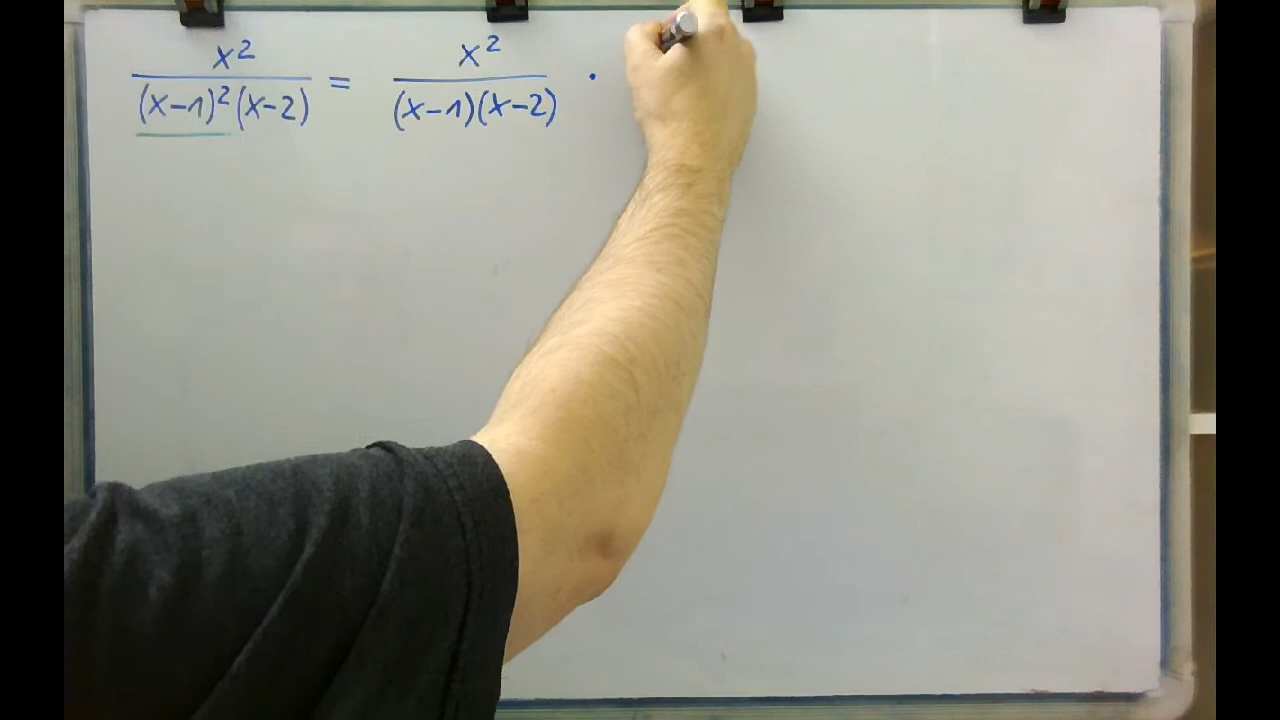 x²/((x-1)²(x-2)) = x²/((x-1)(x-2)) ·